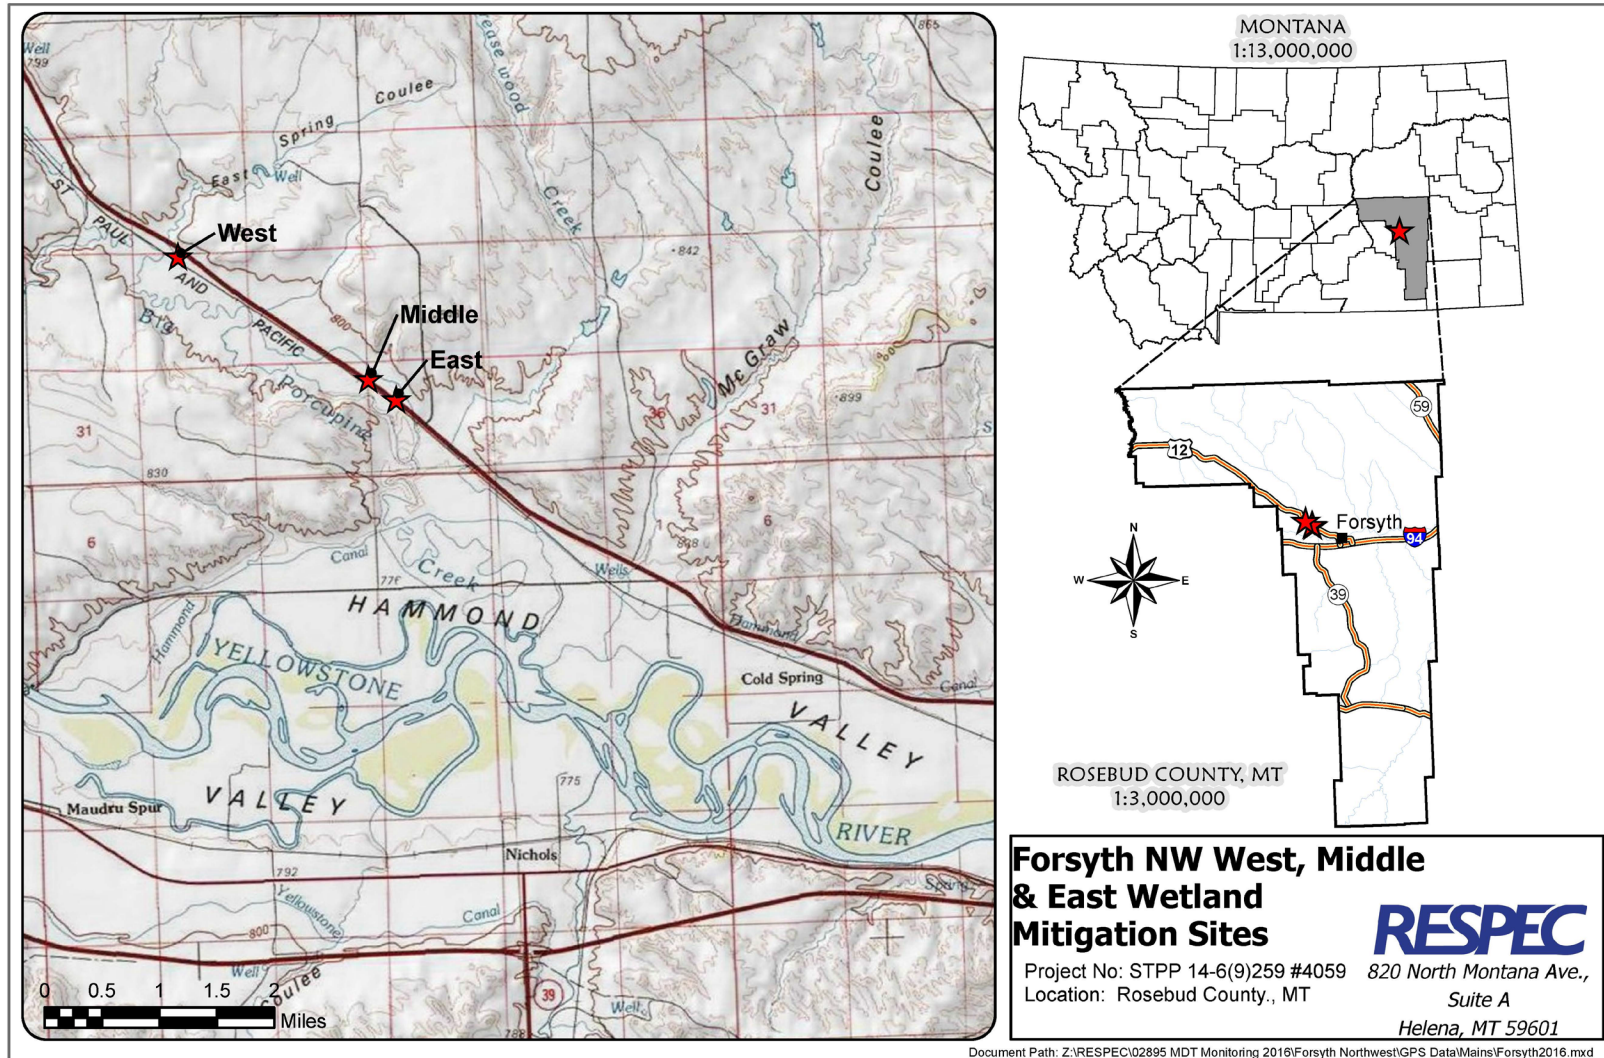 MONTANA
1:13,000,000
865
Well
799
Creek
Coulee
Spring
East
Well
Coulee
Creek
ST
PAUL
AND
PACIFIC
West
842
800
Big
Middle
East
Mc Graw
Porcupine
899
36
31
31
830
6
6
1
Canal
Creek
776
Wells
HAMMOND
Hammond
Hammond
YELLOWSTONE
Cold Spring
Canal
VALLEY
775
Maudru Spur
VALLEY
RIVER
Nichols
792
Spring
Yellowstone
Canal
800
Well
Coulee
39
Well
788
0 0.5 1 1.5 2
Miles
59
12
Forsyth
94
39
N
W E
S
ROSEBUD COUNTY, MT
1:3,000,000
Forsyth NW West, Middle
& East Wetland
Mitigation Sites
Project No: STPP 14-6(9)259 #4059
Location: Rosebud County., MT
RESPEC
820 North Montana Ave.,
Suite A
Helena, MT 59601
Document Path: Z:\RESPEC\02895 MDT Monitoring 2016\Forsyth Northwest\GPS Data\Mains\Forsyth2016.mxd